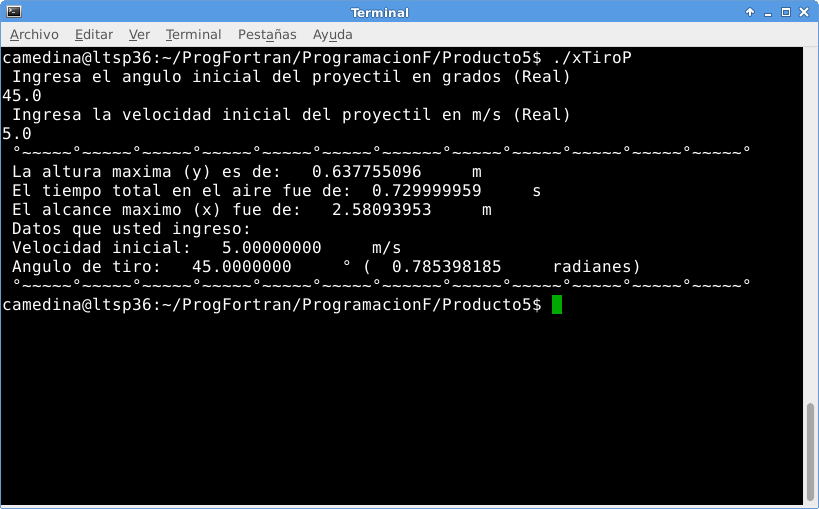 Terminal
Archivo Editar Ver Terminal Pestañas Ayuda
camedina@ltsp36:~/ProgFortran/ProgramacionF/Producto5$ ./xTiroP
Ingresa el angulo inicial del proyectil en grados (Real)
45.0
Ingresa la velocidad inicial del proyectil en m/s (Real)
5.0
°~~~~~°~~~~~°~~~~~°~~~~~°~~~~~°~~~~~°~~~~~~°~~~~~°~~~~~°~~~~~°~~~~~°~~~~~°
La altura maxima (y) es de:   0.637755096     m
El tiempo total en el aire fue de:  0.729999959     s
El alcance maximo (x) fue de:   2.58093953     m
Datos que usted ingreso:
Velocidad inicial:   5.00000000     m/s
Angulo de tiro:   45.0000000     ° (  0.785398185     radianes)
°~~~~~°~~~~~°~~~~~°~~~~~°~~~~~°~~~~~°~~~~~~°~~~~~°~~~~~°~~~~~°~~~~~°~~~~~°
camedina@ltsp36:~/ProgFortran/ProgramacionF/Producto5$